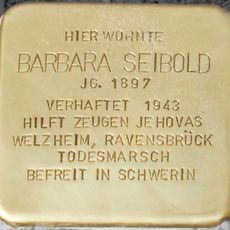 HIER WOHNTE
BARBARA SEIBOLD
JG. 1897
VERHAFTET 1943
HILFT ZEUGEN JEHOVAS
WELZHEIM, RAVENSBRÜCK
TODESMARSCH
BEFREIT IN SCHWERIN